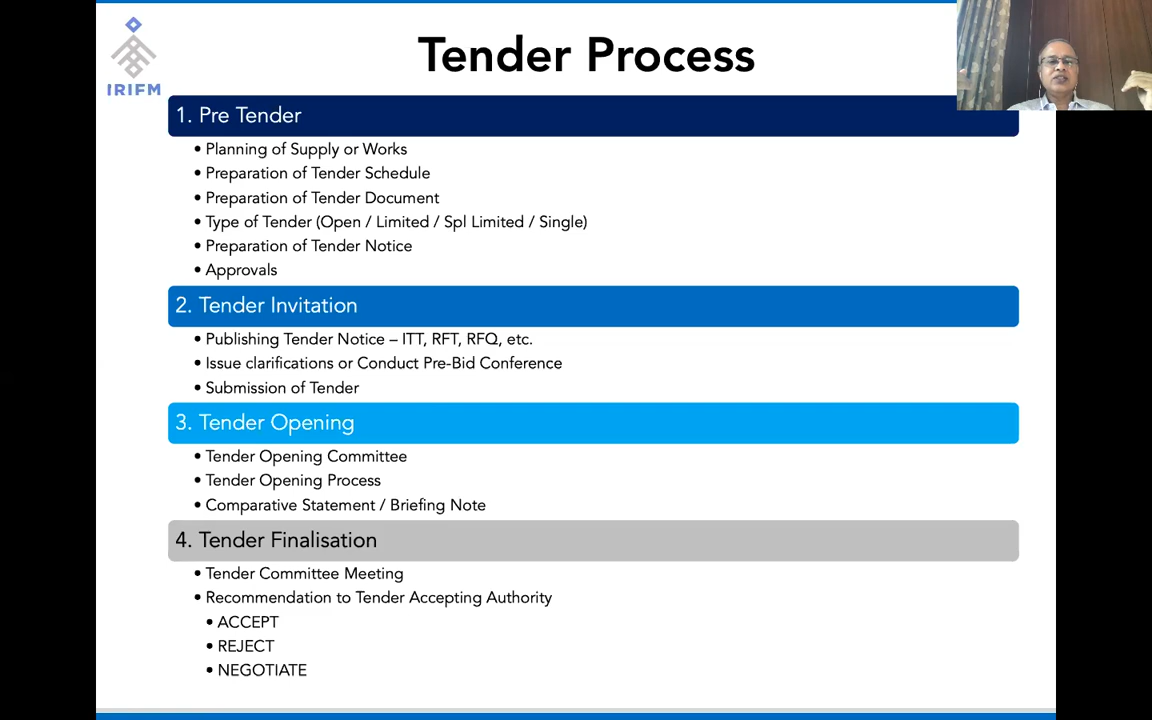 IRIFM
Tender Process
1. Pre Tender
• Planning of Supply or Works
• Preparation of Tender Schedule
• Preparation of Tender Document
• Type of Tender (Open / Limited / Spl Limited / Single)
• Preparation of Tender Notice
• Approvals
2. Tender Invitation
• Publishing Tender Notice – ITT, RFT, RFQ, etc.
• Issue clarifications or Conduct Pre-Bid Conference
• Submission of Tender
3. Tender Opening
• Tender Opening Committee
• Tender Opening Process
• Comparative Statement / Briefing Note
4. Tender Finalisation
• Tender Committee Meeting
• Recommendation to Tender Accepting Authority
• ACCEPT
• REJECT
• NEGOTIATE